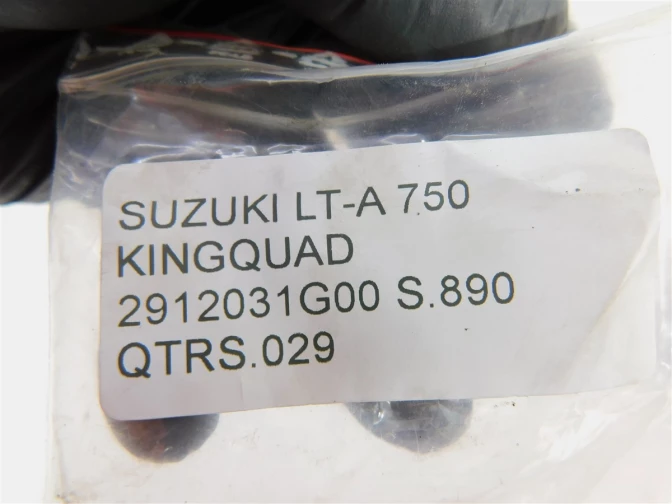 SUZUKI LT-A 750
KINGQUAD
2912031G00 S.890
QTRS.029